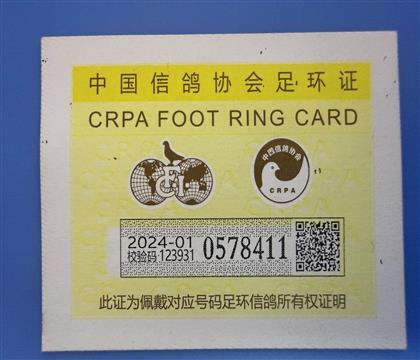 中国信鸽协会足环证
CRPA FOOT RING CARD
中国信鸽协会
CRPA
2024-01
校验码:123931
0578411
此证为佩戴对应号码足环信鸽所有权证明